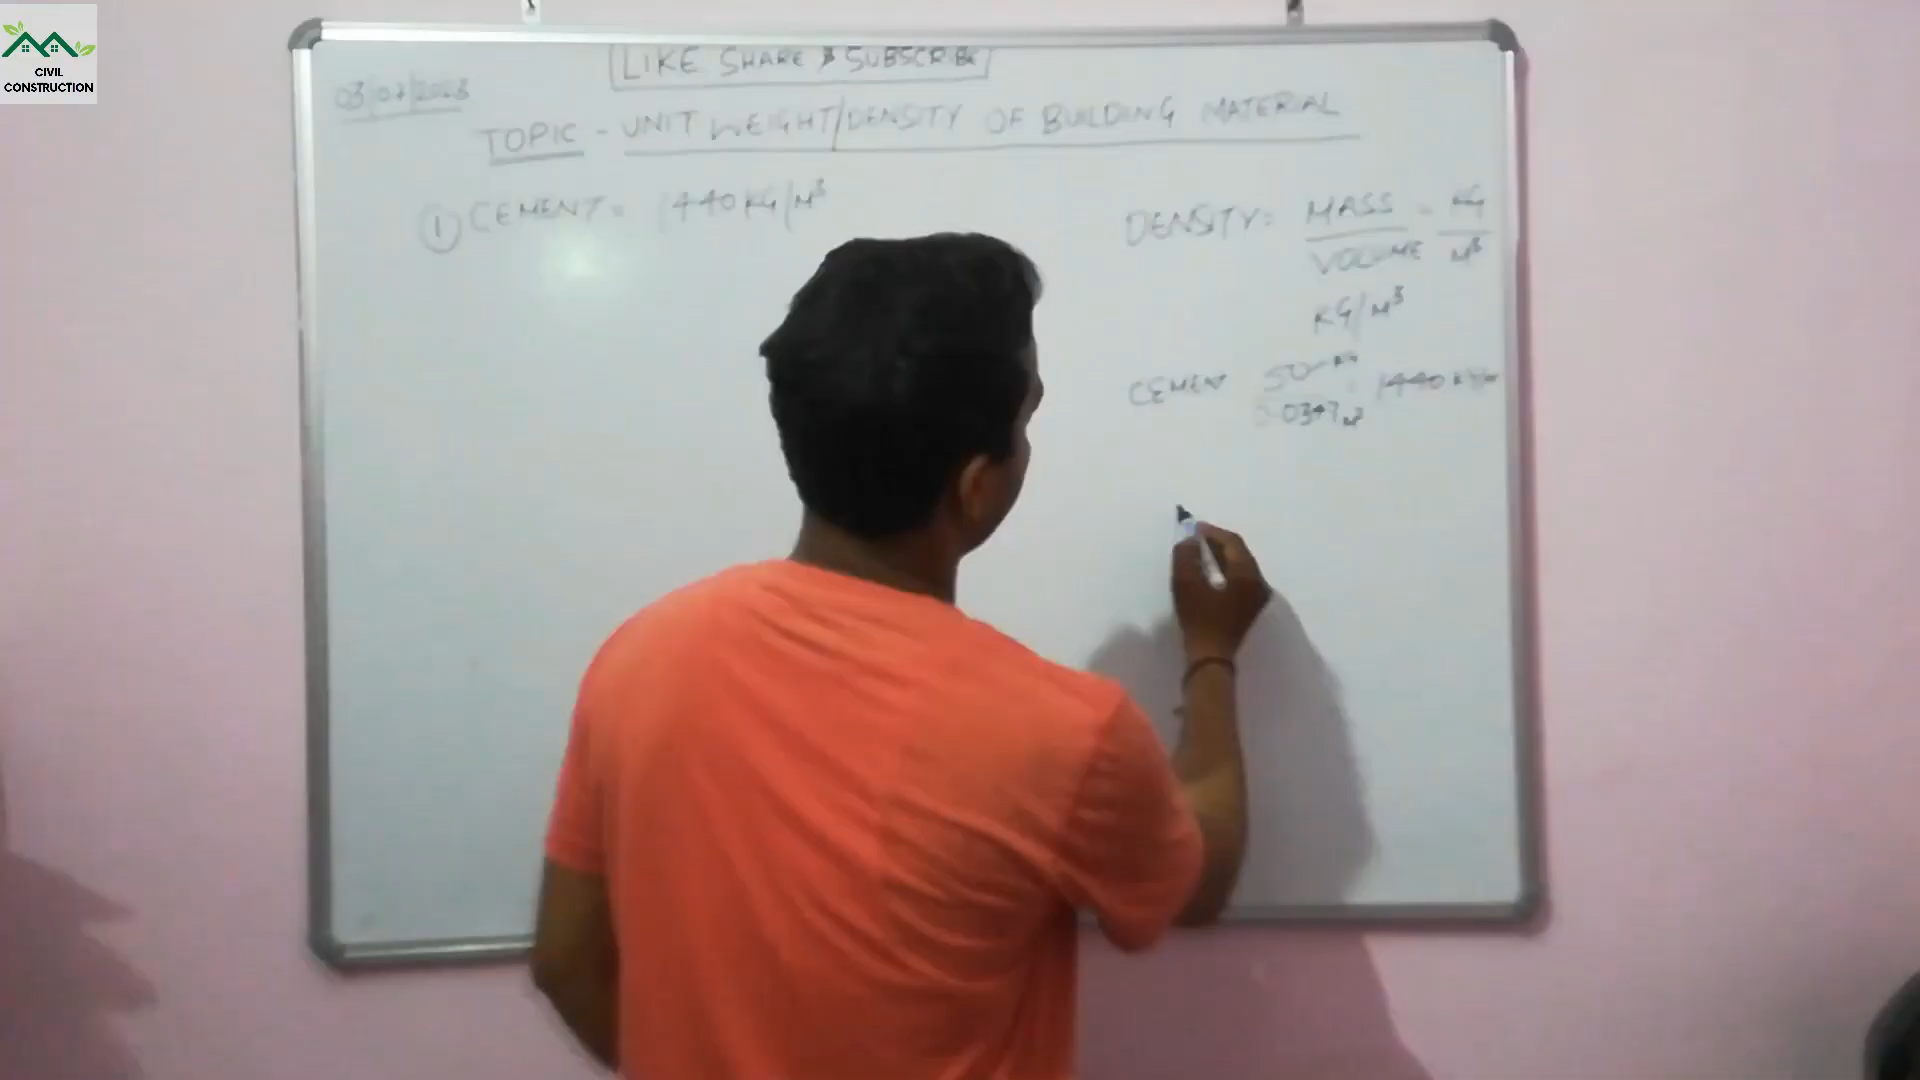 CIVIL
CONSTRUCTION
LIKE SHARE & SUBSCRIBE
03/07/2023
TOPIC - UNIT WEIGHT/DENSITY OF BUILDING MATERIAL
① CEMENT = 1440 KG/M³
DENSITY = MASS/VOLUME = KG/M³
KG/M³
CEMENT 50 KG/0.0347 M³ = 1440 KG/M³